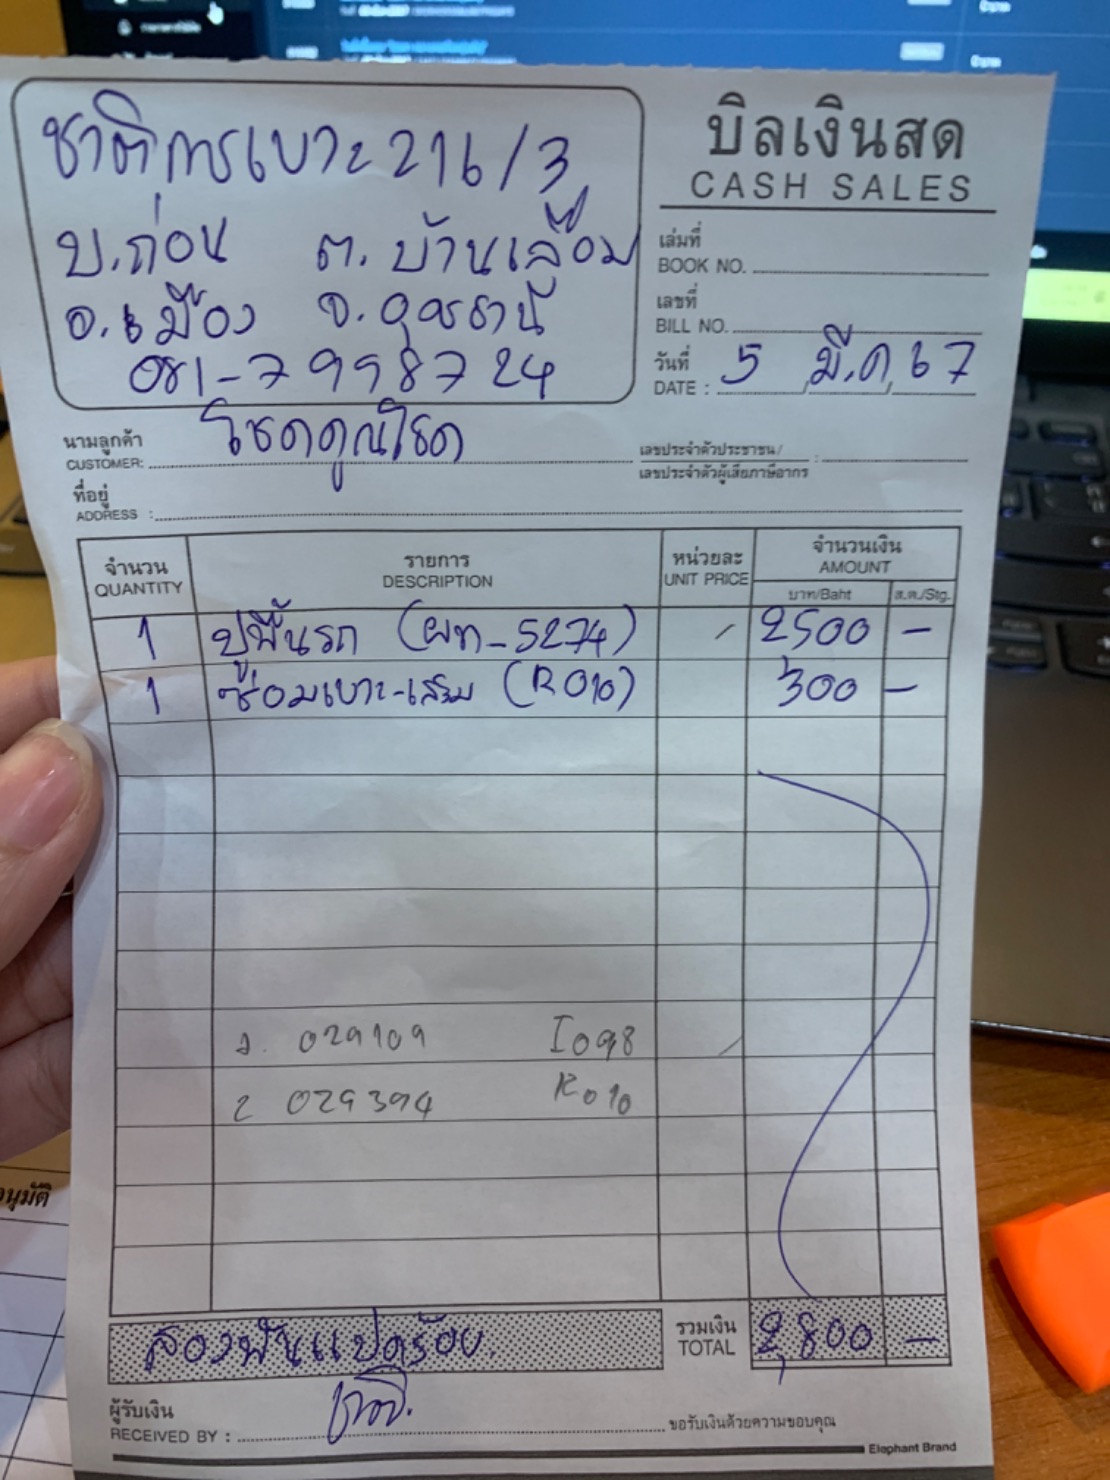 ชาติการเบาะ 216/3
บ.ถ่อน ต.บ้านเลื่อม
อ.เมือง จ.อุดรธานี
081-7998724
บิลเงินสด
CASH SALES
เล่มที่
BOOK NO.
เลขที่
BILL NO.
วันที่
DATE : 5 มี.ค. 67
นามลูกค้า
CUSTOMER: โชคคูณโชค
เลขประจำตัวประชาชน/
เลขประจำตัวผู้เสียภาษีอากร :
ที่อยู่
ADDRESS :
จำนวน รายการ หน่วยละ จำนวนเงิน
QUANTITY DESCRIPTION UNIT PRICE AMOUNT
บาท/Baht ส.ต./Stg.
1 ปูพื้นรถ (ผท-5274) 2500 -
1 ซ่อมเบาะ-เสริม (R010) 300 -
1. 029109 I098
2 029394 R010
สองพันแปดร้อย. รวมเงิน 2,800 -
TOTAL
ผู้รับเงิน
RECEIVED BY : ชาติ.
ขอรับเงินด้วยความขอบคุณ
Elephant Brand
นุมัติ